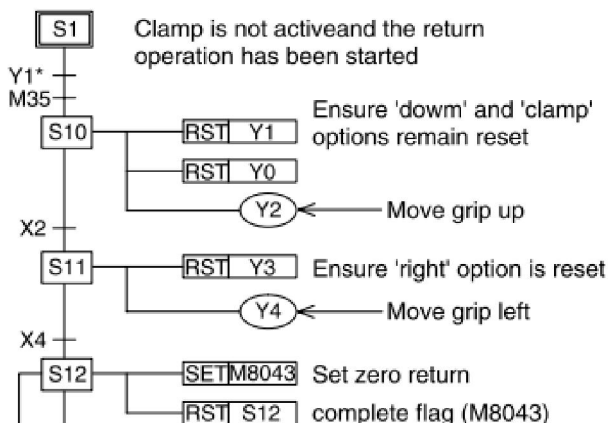 S1 Clamp is not activeand the return
operation has been started
Y1*
M35
S10 RST Y1 Ensure 'dowm' and 'clamp'
options remain reset
RST Y0
Y2 Move grip up
X2
S11 RST Y3 Ensure 'right' option is reset
Y4 Move grip left
X4
S12 SET M8043 Set zero return
RST S12 complete flag (M8043)